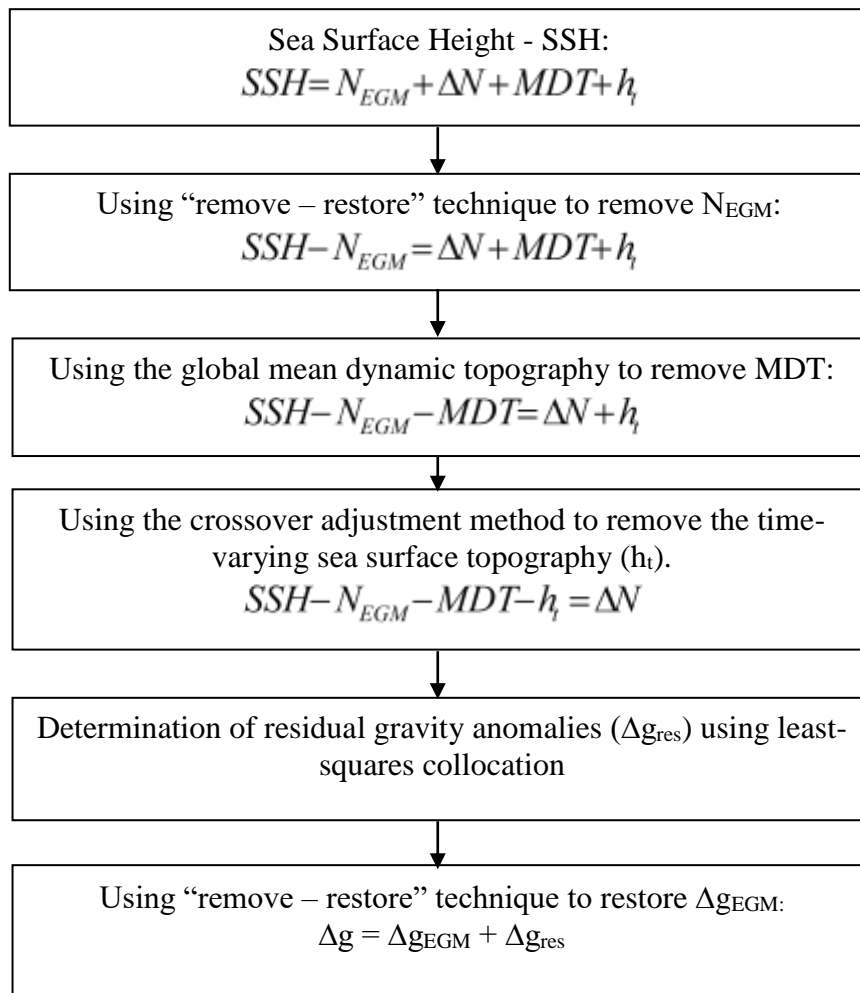 Sea Surface Height - SSH:
SSH= N_EGM+ΔN+MDT+h_t
Using “remove – restore” technique to remove N_EGM:
SSH−N_EGM=ΔN+MDT+h_t
Using the global mean dynamic topography to remove MDT:
SSH−N_EGM−MDT=ΔN+h_t
Using the crossover adjustment method to remove the time-
varying sea surface topography (h_t).
SSH−N_EGM−MDT−h_t=ΔN
Determination of residual gravity anomalies (Δg_res) using least-
squares collocation
Using “remove – restore” technique to restore Δg_EGM:
Δg = Δg_EGM + Δg_res